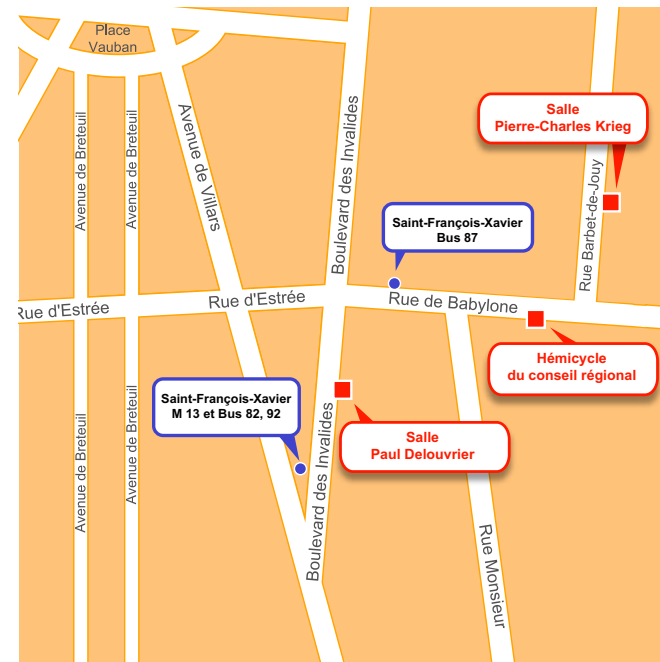 Place
Vauban
Avenue de Breteuil
Avenue de Breteuil
Avenue de Villars
Boulevard des Invalides
Salle
Pierre-Charles Krieg
Rue Barbet-de-Jouy
Saint-François-Xavier
Bus 87
Rue d'Estrée
Rue d'Estrée
Rue de Babylone
Hémicycle
du conseil régional
Saint-François-Xavier
M 13 et Bus 82, 92
Salle
Paul Delouvrier
Avenue de Breteuil
Avenue de Breteuil
Boulevard des Invalides
Rue Monsieur